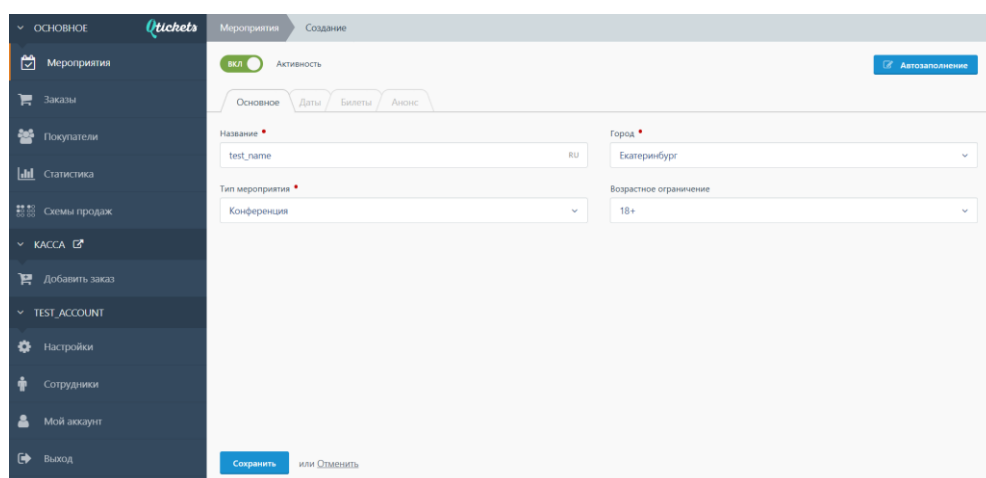 ОСНОВНОЕ
Qtickets
Мероприятия
Заказы
Покупатели
Статистика
Схемы продаж
КАССА
Добавить заказ
TEST_ACCOUNT
Настройки
Сотрудники
Мой аккаунт
Выход
Мероприятия Создание
ВКЛ Активность
Автозаполнение
Основное Даты Билеты Анонс
Название • Город •
test_name RU Екатеринбург
Тип мероприятия • Возрастное ограничение
Конференция 18+
Сохранить или Отменить